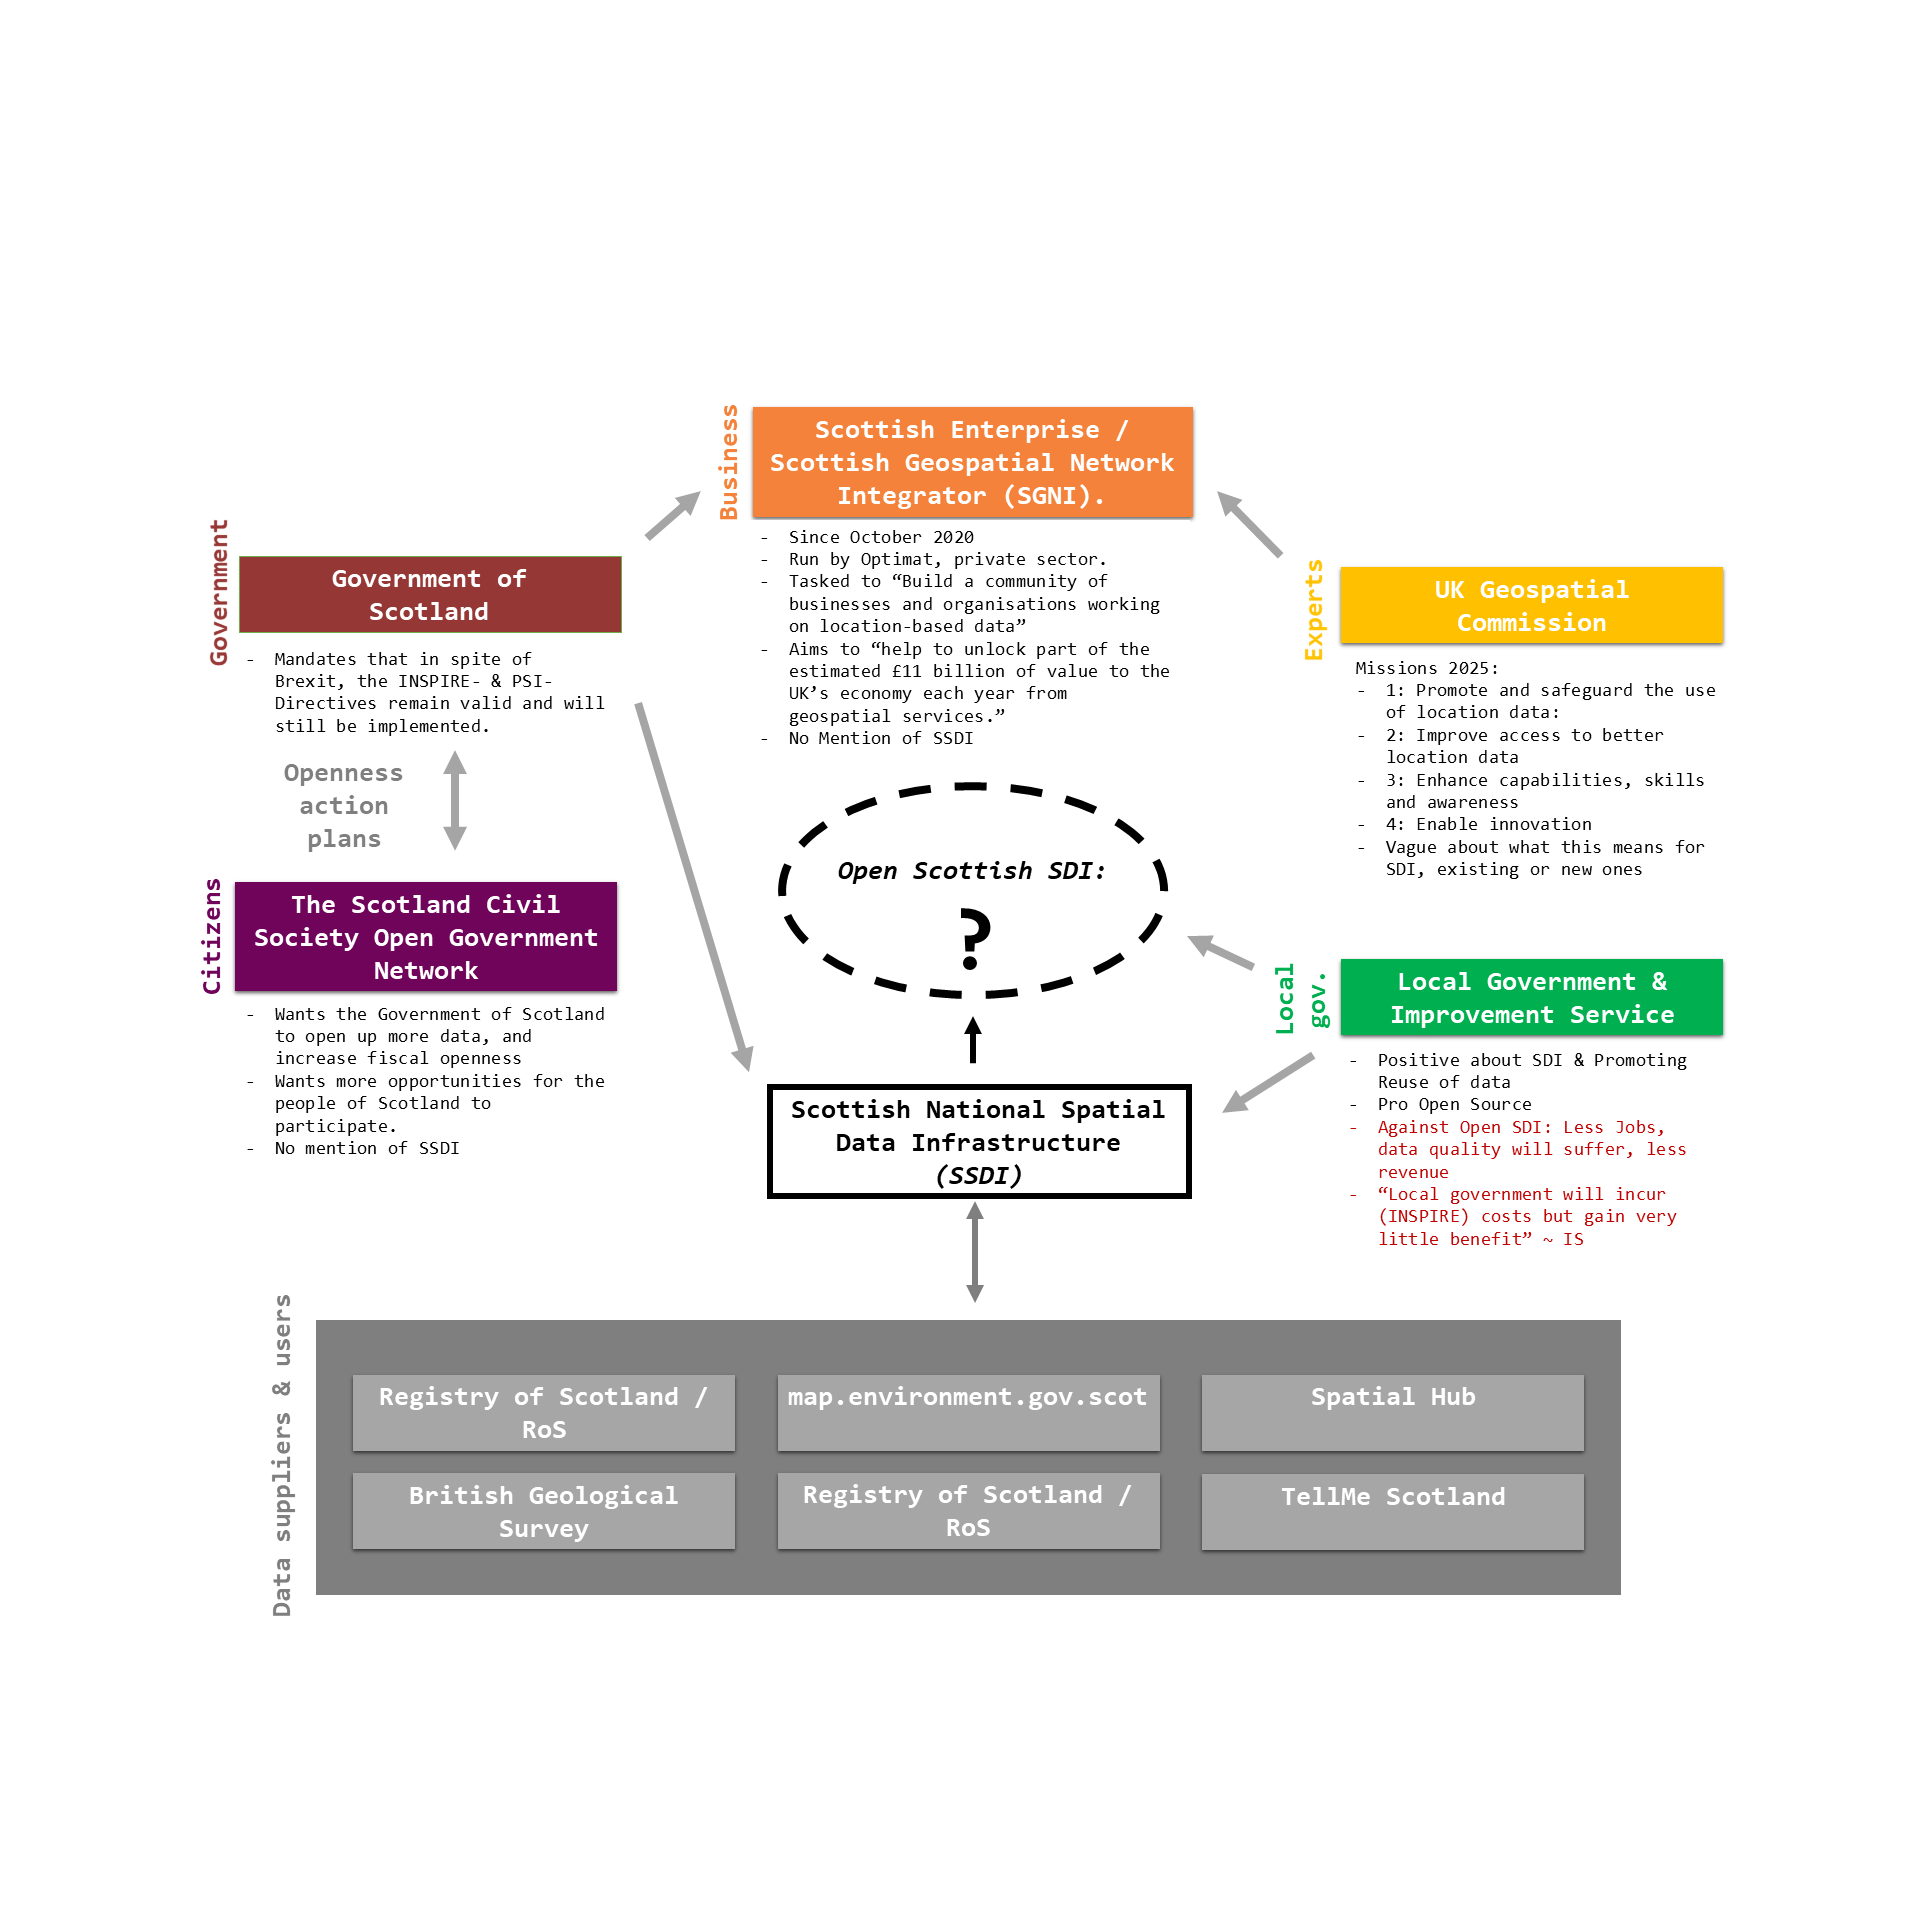 Business
Scottish Enterprise /
Scottish Geospatial Network
Integrator (SGNI).
- Since October 2020
- Run by Optimat, private sector.
- Tasked to “Build a community of
businesses and organisations working
on location-based data”
- Aims to “help to unlock part of the
estimated £11 billion of value to the
UK’s economy each year from
geospatial services.”
- No Mention of SSDI
Government
Government of
Scotland
- Mandates that in spite of
Brexit, the INSPIRE- & PSI-
Directives remain valid and will
still be implemented.
Openness
action
plans
Experts
UK Geospatial
Commission
Missions 2025:
- 1: Promote and safeguard the use
of location data:
- 2: Improve access to better
location data
- 3: Enhance capabilities, skills
and awareness
- 4: Enable innovation
- Vague about what this means for
SDI, existing or new ones
Citizens
The Scotland Civil
Society Open Government
Network
- Wants the Government of Scotland
to open up more data, and
increase fiscal openness
- Wants more opportunities for the
people of Scotland to
participate.
- No mention of SSDI
Open Scottish SDI:
?
Local
gov.
Local Government &
Improvement Service
- Positive about SDI & Promoting
Reuse of data
- Pro Open Source
- Against Open SDI: Less Jobs,
data quality will suffer, less
revenue
- “Local government will incur
(INSPIRE) costs but gain very
little benefit” ~ IS
Scottish National Spatial
Data Infrastructure
(SSDI)
Data suppliers & users
Registry of Scotland /
RoS
map.environment.gov.scot
Spatial Hub
British Geological
Survey
Registry of Scotland /
RoS
TellMe Scotland